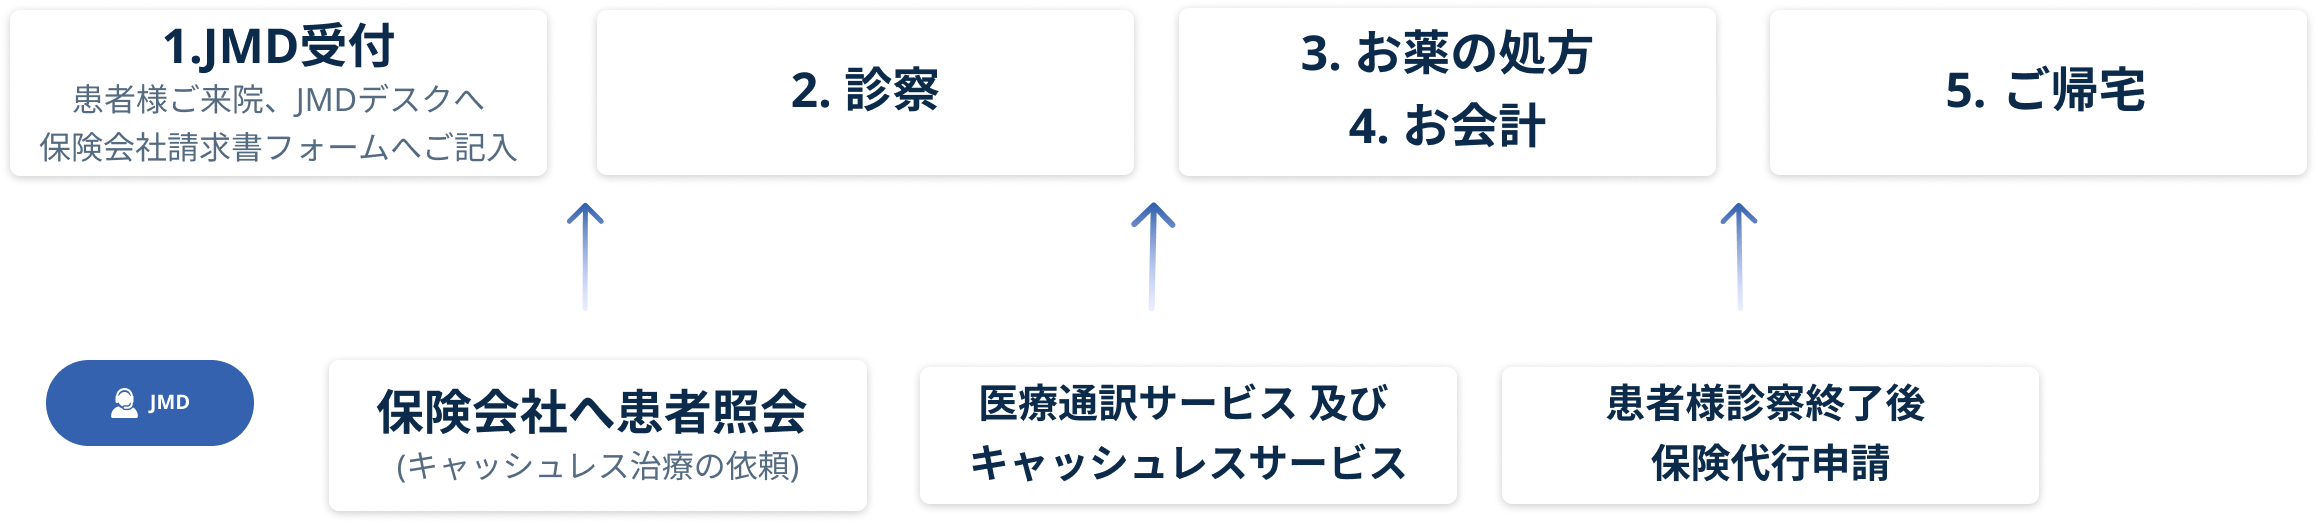 1.JMD受付
患者様ご来院、JMDデスクへ
保険会社請求書フォームへご記入
2. 診察
3. お薬の処方
4. お会計
5. ご帰宅
JMD
保険会社へ患者照会
(キャッシュレス治療の依頼)
医療通訳サービス 及び
キャッシュレスサービス
患者様診察終了後
保険代行申請